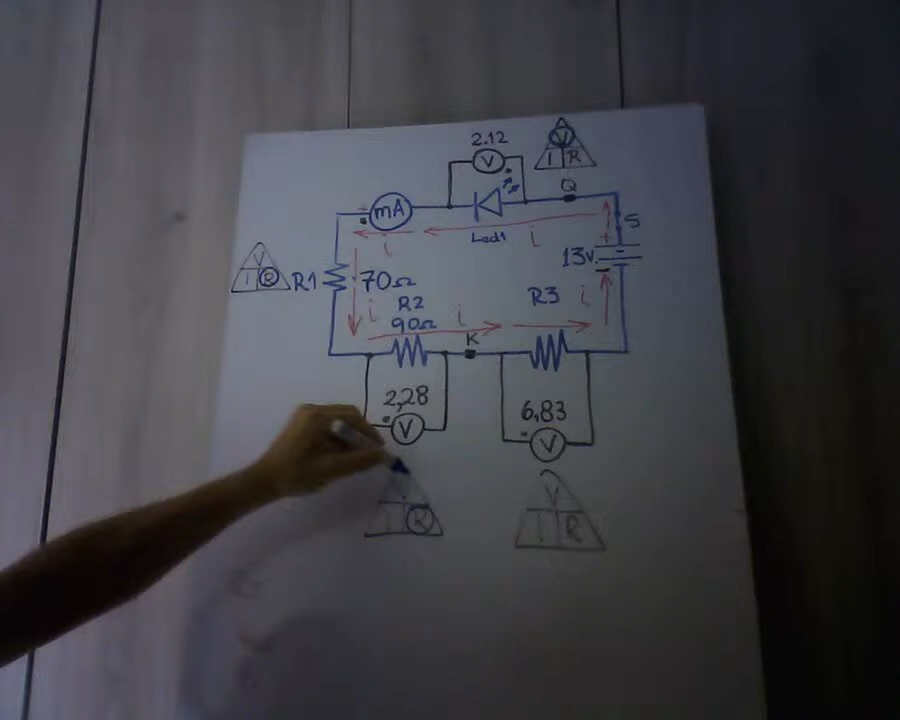 2.12
V
V
I R
Q
mA
+
S
Led1
i
i
+
13v.
V
I R
R1
70Ω
i
R2
90Ω
i
R3
i
K
2,28
V
6,83
V
I R
V
I R